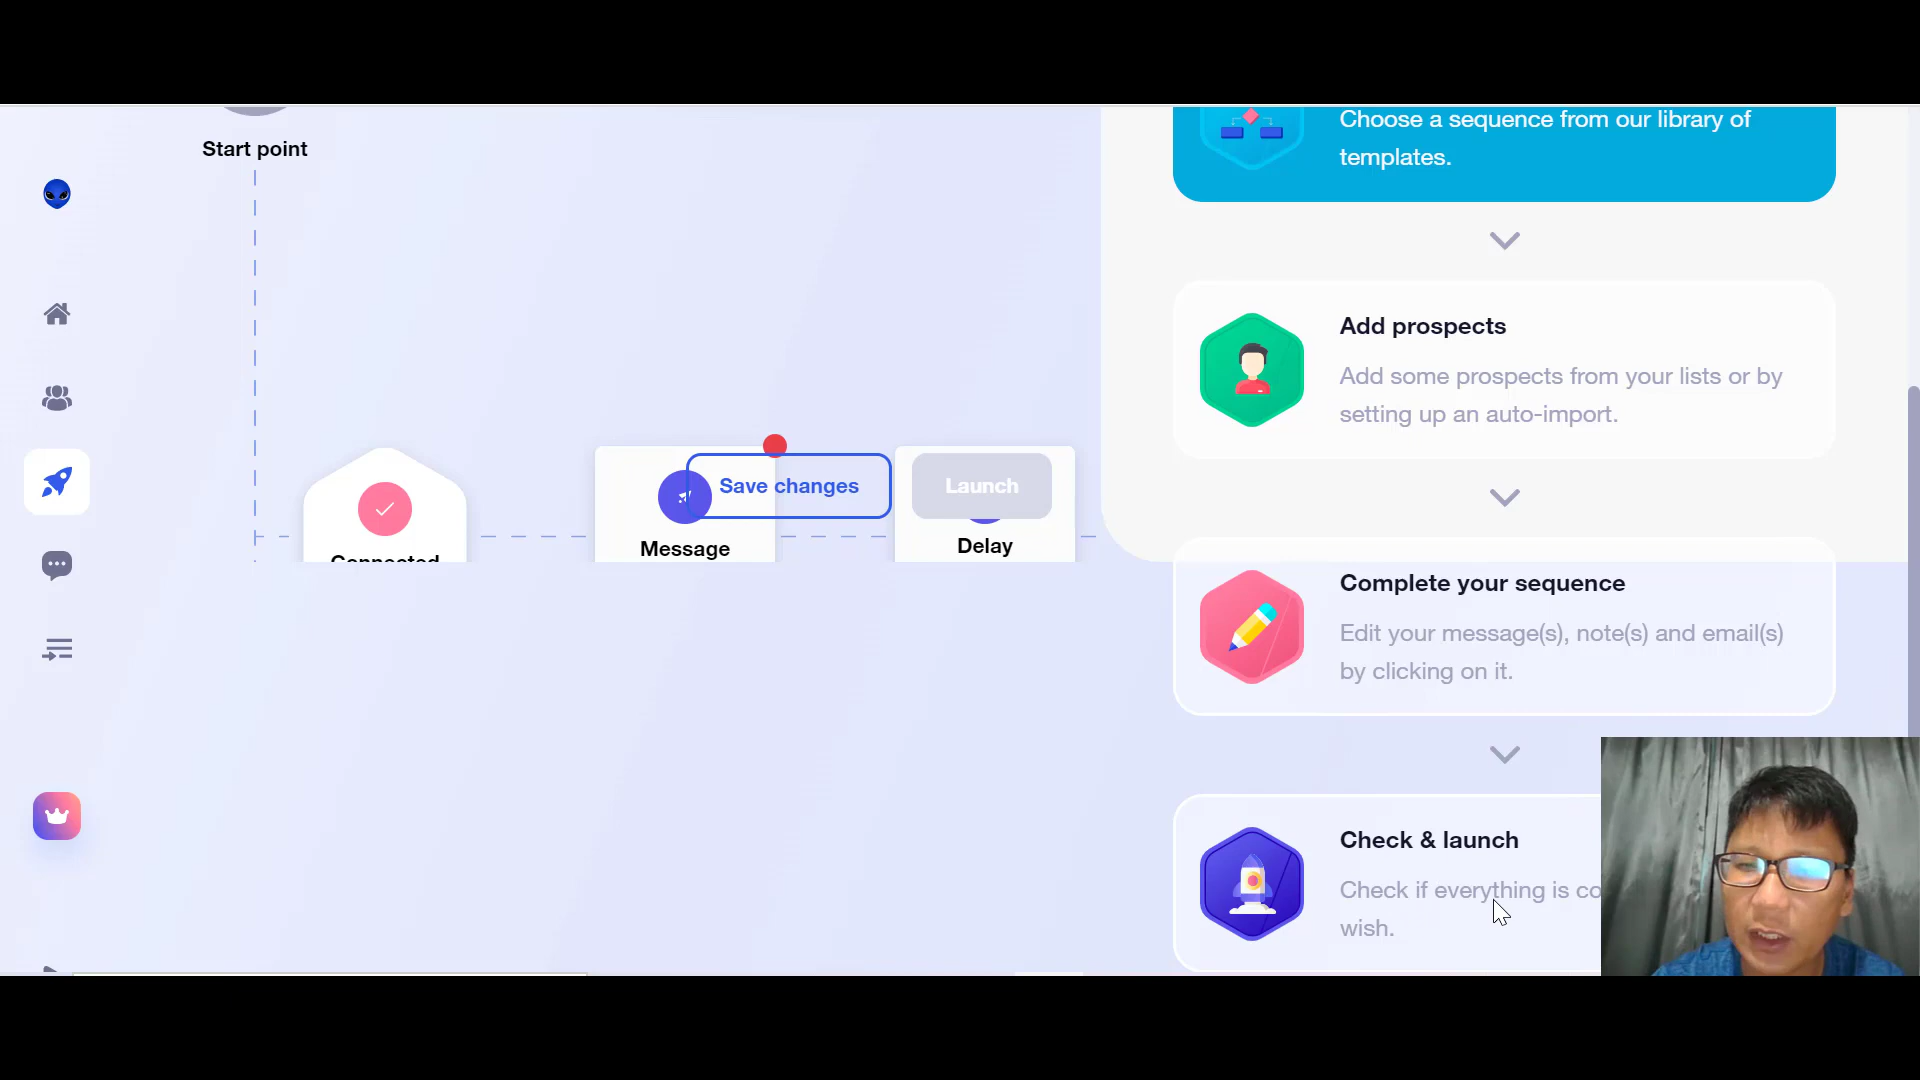 Start point
Connected
Message
Save changes
Delay
Launch
Choose a sequence from our library of
templates.
Add prospects
Add some prospects from your lists or by
setting up an auto-import.
Complete your sequence
Edit your message(s), note(s) and email(s)
by clicking on it.
Check & launch
Check if everything is
wish.